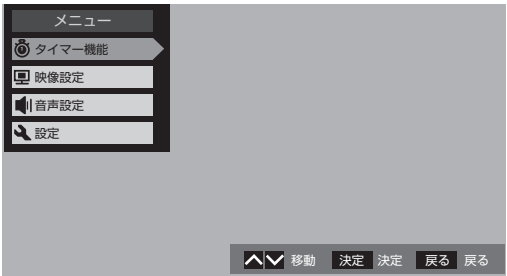 メニュー
タイマー機能
映像設定
音声設定
設定
移動 決定 決定 戻る 戻る